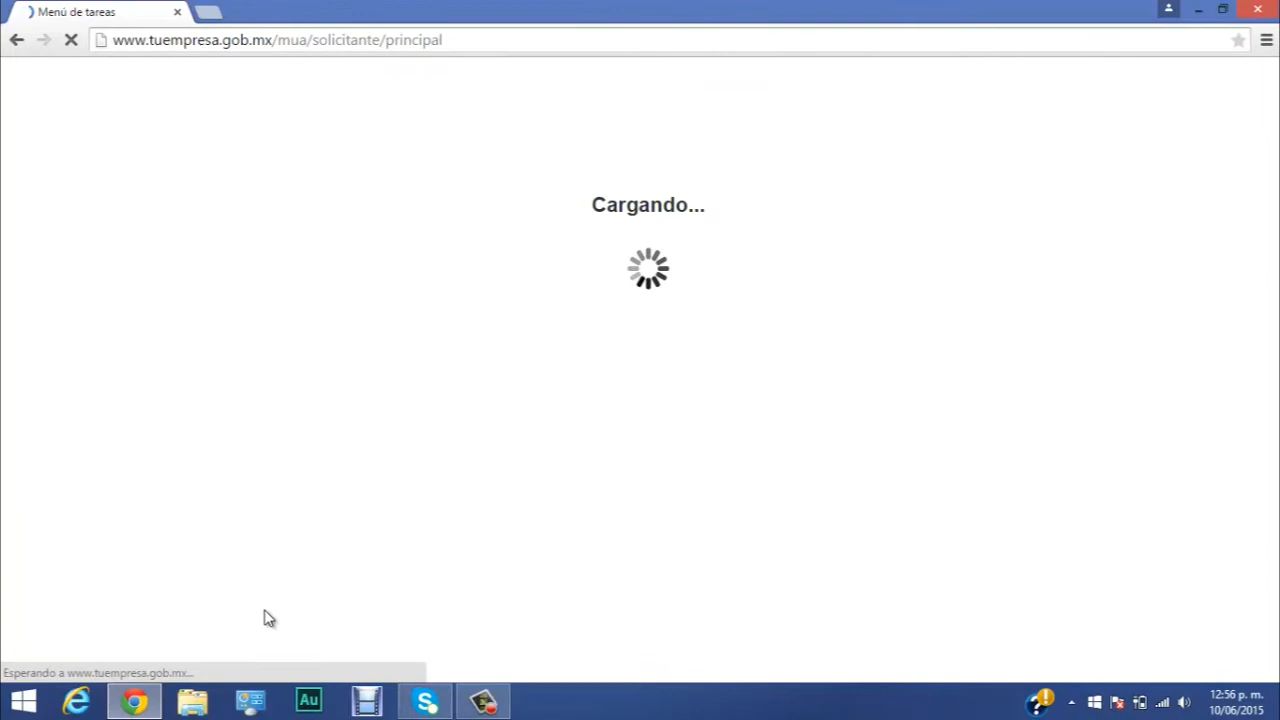 Menú de tareas
www.tuempresa.gob.mx/mua/solicitante/principal
Cargando...
Esperando a www.tuempresa.gob.mx...
Au
S
12:56 p. m.
10/06/2015